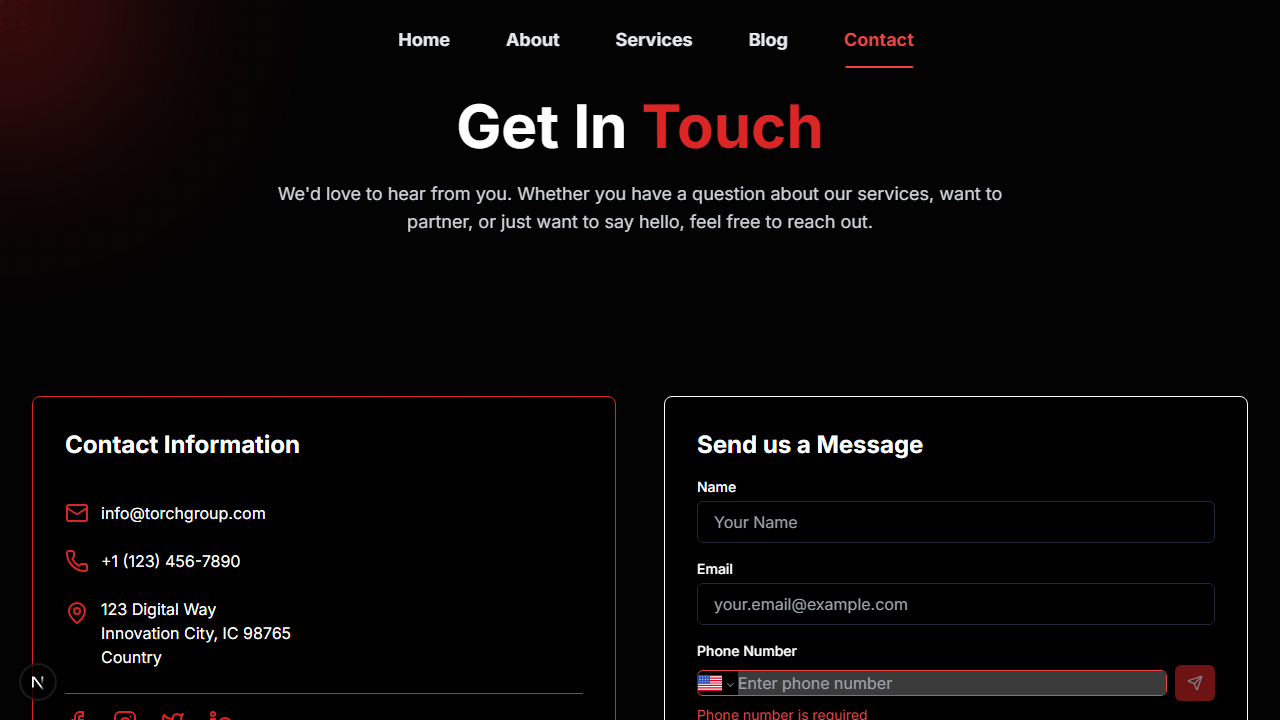 Home About Services Blog Contact
Get In Touch
We'd love to hear from you. Whether you have a question about our services, want to
partner, or just want to say hello, feel free to reach out.
Contact Information
info@torchgroup.com
+1 (123) 456-7890
123 Digital Way
Innovation City, IC 98765
Country
N
Send us a Message
Name
Your Name
Email
your.email@example.com
Phone Number
Enter phone number
Phone number is required